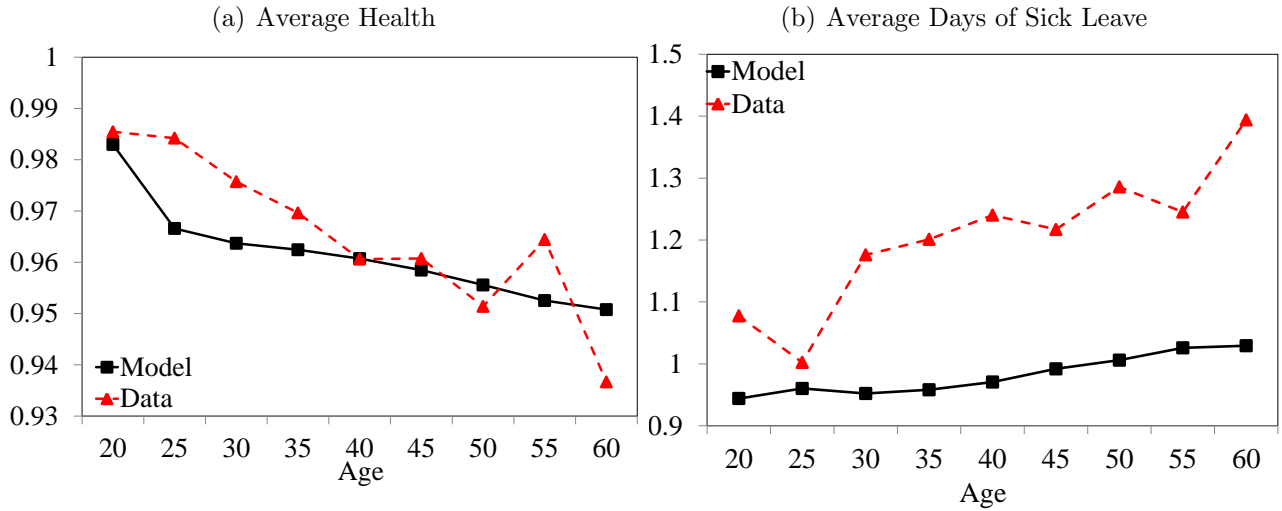 (a) Average Health
1
0.99
0.98
0.97
0.96
0.95
0.94
0.93
Model
Data
20 25 30 35 40 45 50 55 60
Age
(b) Average Days of Sick Leave
1.5
1.4
1.3
1.2
1.1
1
0.9
Model
Data
20 25 30 35 40 45 50 55 60
Age